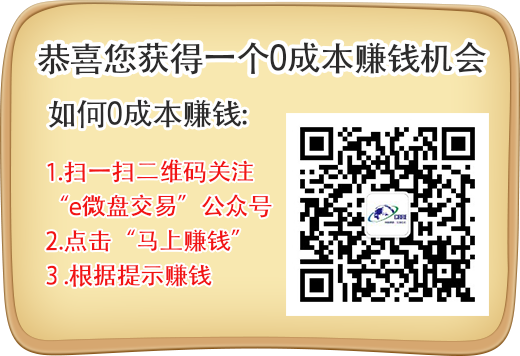 恭喜您获得一个0成本赚钱机会
如何0成本赚钱:
1.扫一扫二维码关注
“e微盘交易”公众号
2.点击“马上赚钱”
3 .根据提示赚钱